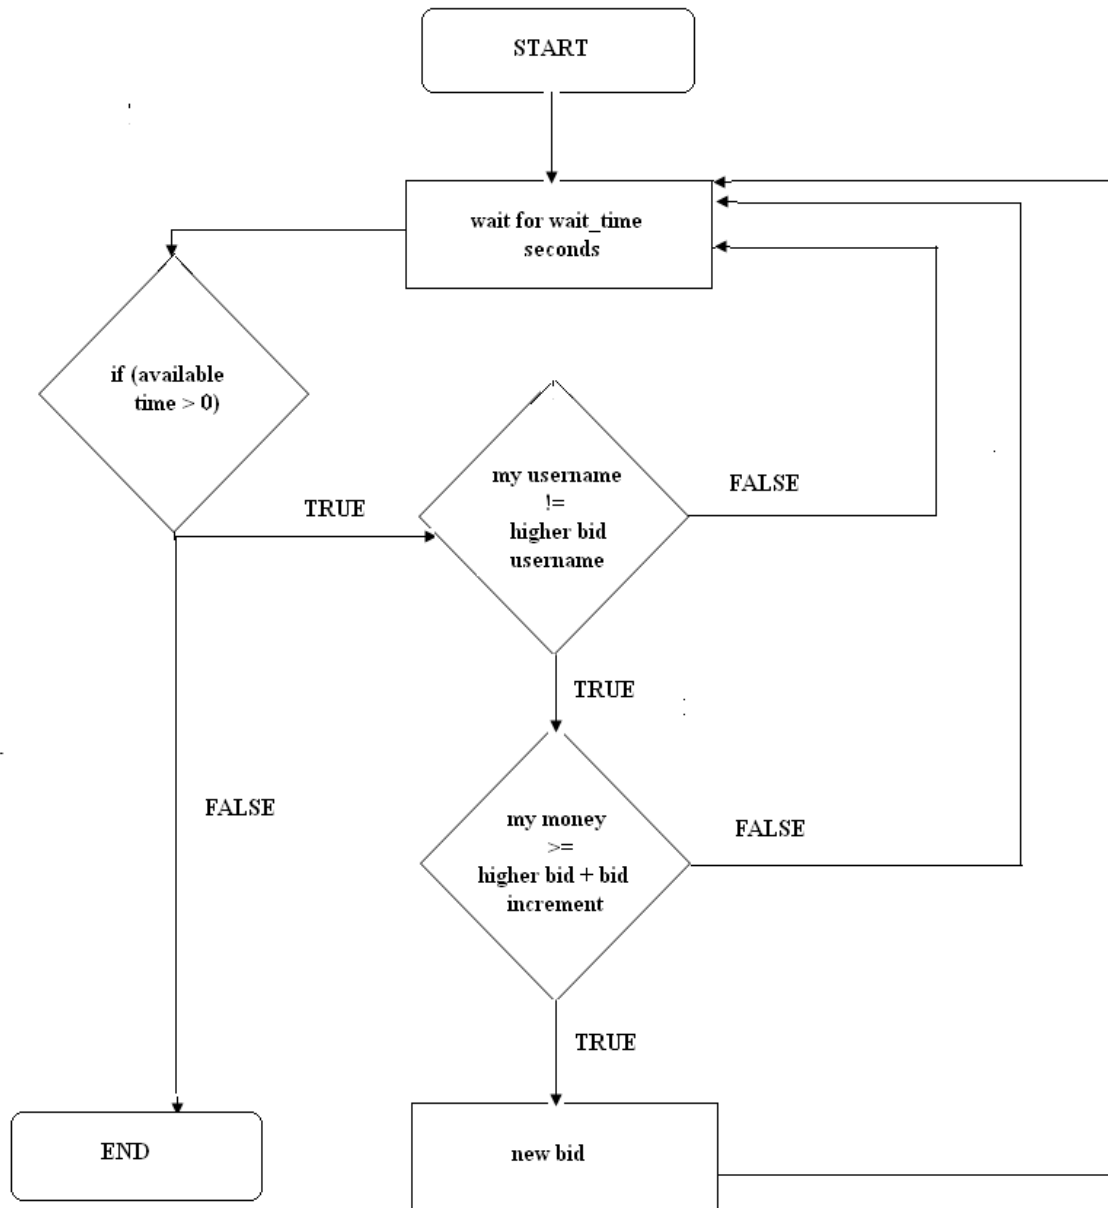 START
wait for wait_time
seconds
if (available
time > 0)
TRUE
my username
!=
higher bid
username
FALSE
TRUE
FALSE
my money
>=
higher bid + bid
increment
FALSE
TRUE
END
new bid